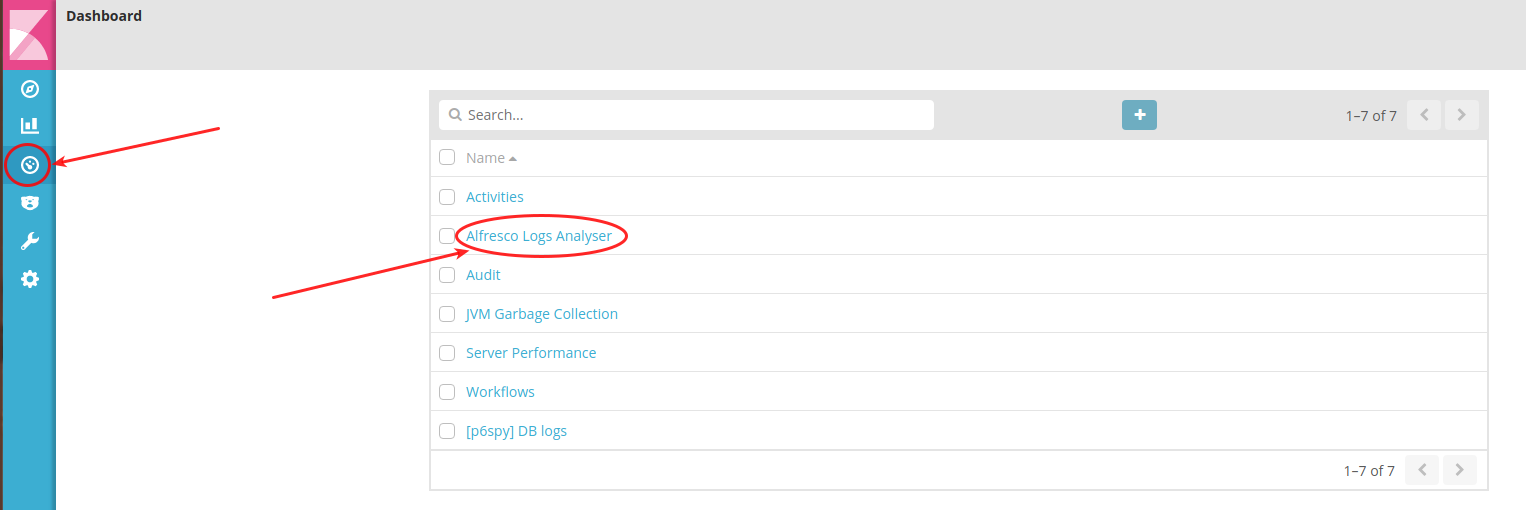 Dashboard
Search...
1–7 of 7
Name
Activities
Alfresco Logs Analyser
Audit
JVM Garbage Collection
Server Performance
Workflows
[p6spy] DB logs
1–7 of 7